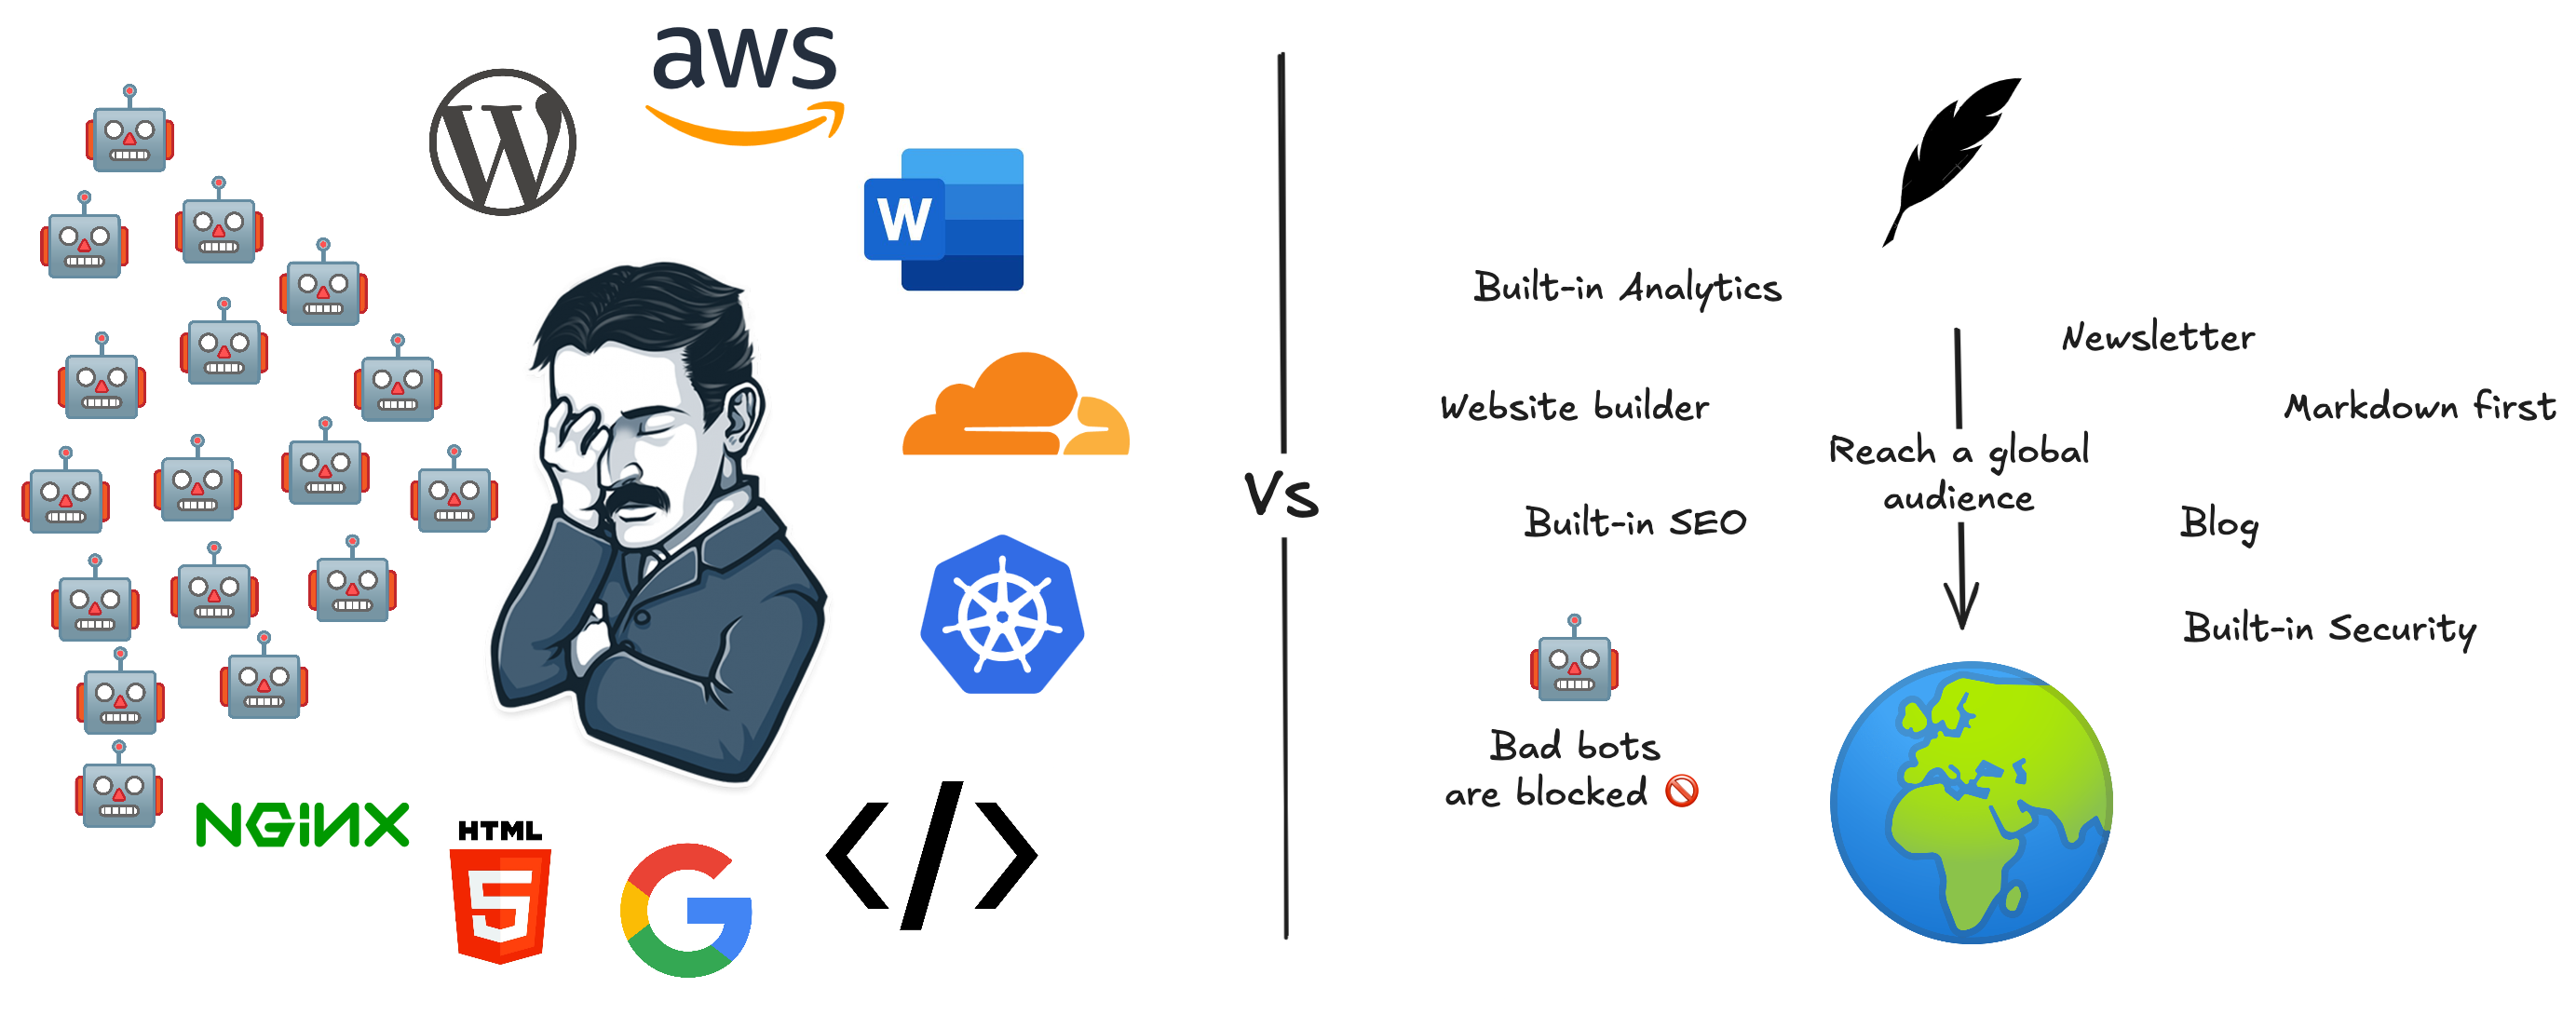 aws
W
W
NGINX
HTML
5
G
</>
Vs
Built-in Analytics
Newsletter
Website builder
Markdown first
Reach a global
audience
Built-in SEO
Blog
Built-in Security
Bad bots
are blocked 🚫